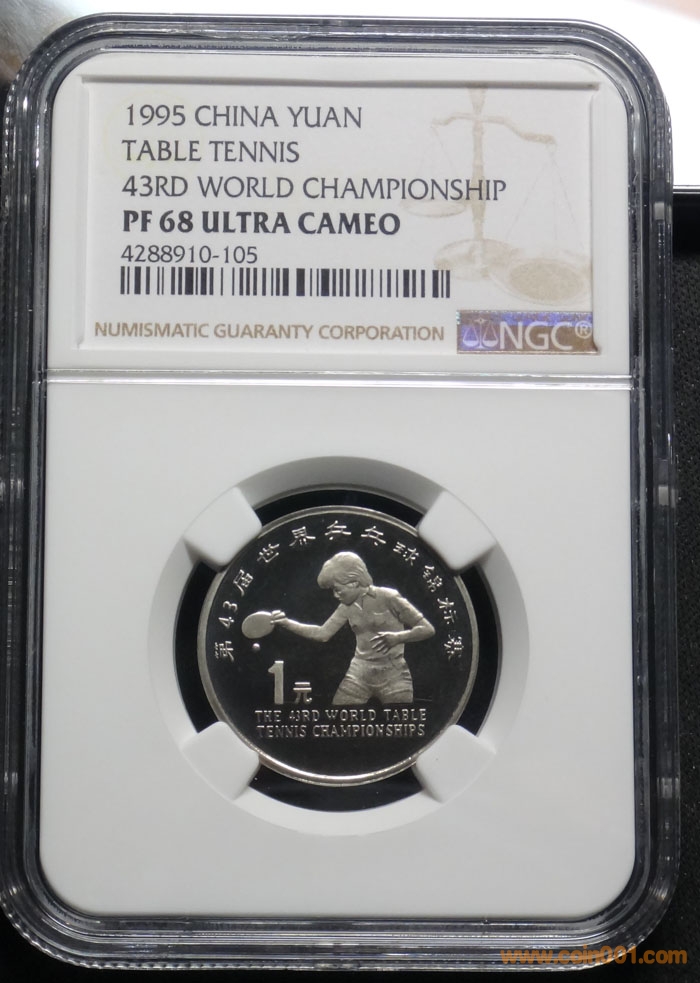 1995 CHINA YUAN
TABLE TENNIS
43RD WORLD CHAMPIONSHIP
PF 68 ULTRA CAMEO
4288910-105
NUMISMATIC GUARANTY CORPORATION
NGC®
第43届世界乒乓球锦标赛
1元
THE 43RD WORLD TABLE
TENNIS CHAMPIONSHIPS
www.coin001.com